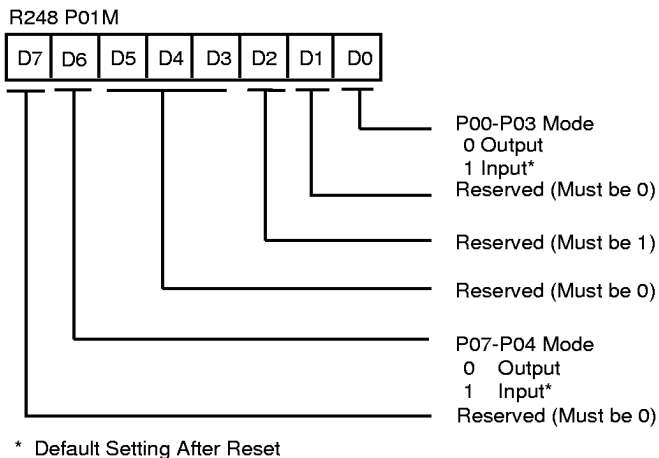 R248 P01M
D7 D6 D5 D4 D3 D2 D1 D0
P00-P03 Mode
0 Output
1 Input*
Reserved (Must be 0)
Reserved (Must be 1)
Reserved (Must be 0)
P07-P04 Mode
0 Output
1 Input*
Reserved (Must be 0)
* Default Setting After Reset